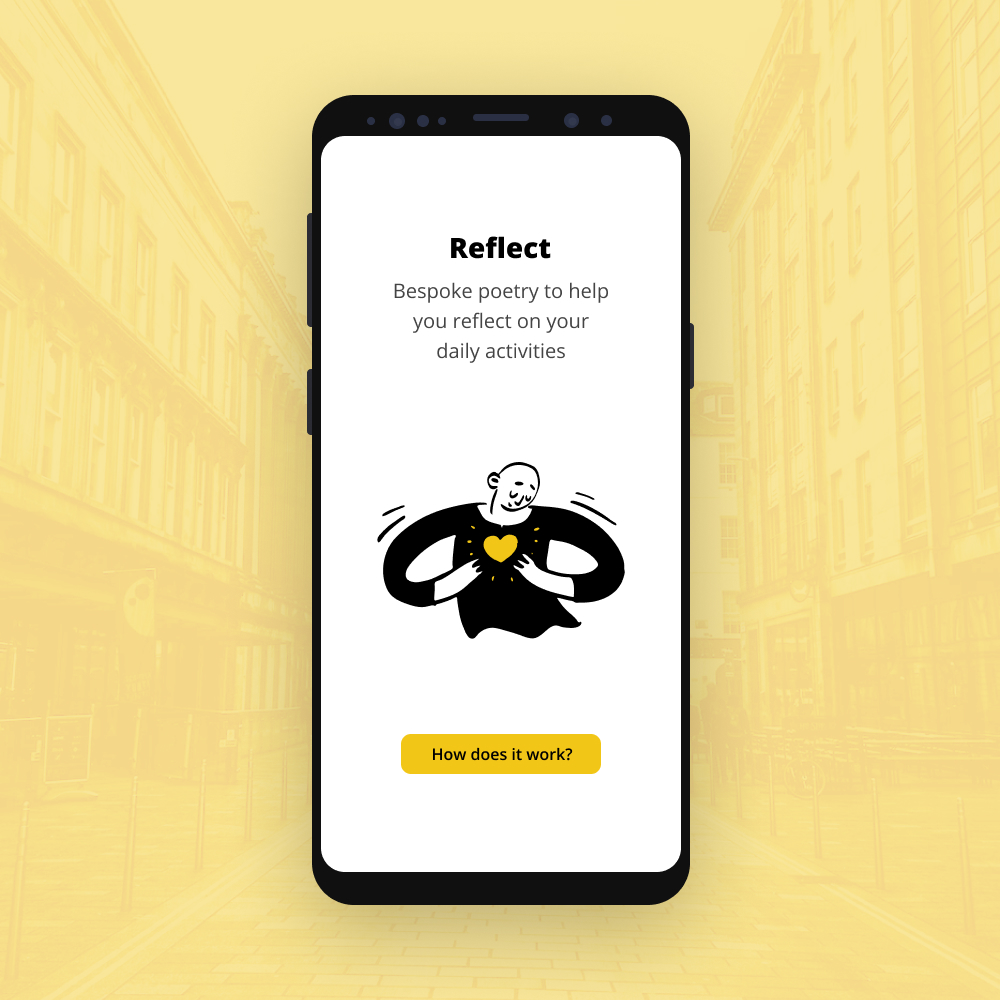 Reflect
Bespoke poetry to help
you reflect on your
daily activities
How does it work?